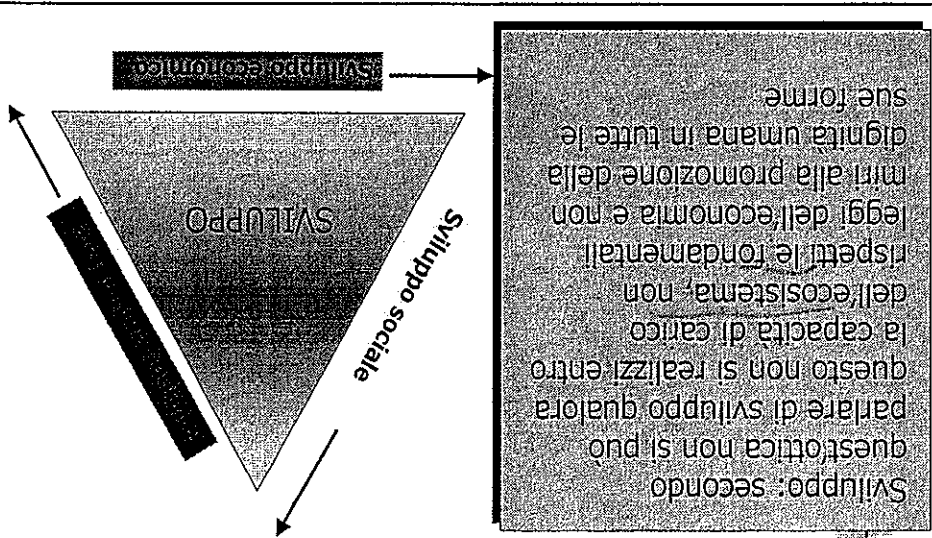 Sviluppo: secondo
quest'ottica non si può
parlare di sviluppo qualora
questo non si realizzi entro
la capacità di carico
dell'ecosistema, non
rispetti le fondamentali
leggi dell'economia e non
miri alla promozione della
dignità umana in tutte le
sue forme
Sviluppo sociale
SVILUPPO
Sviluppo economico